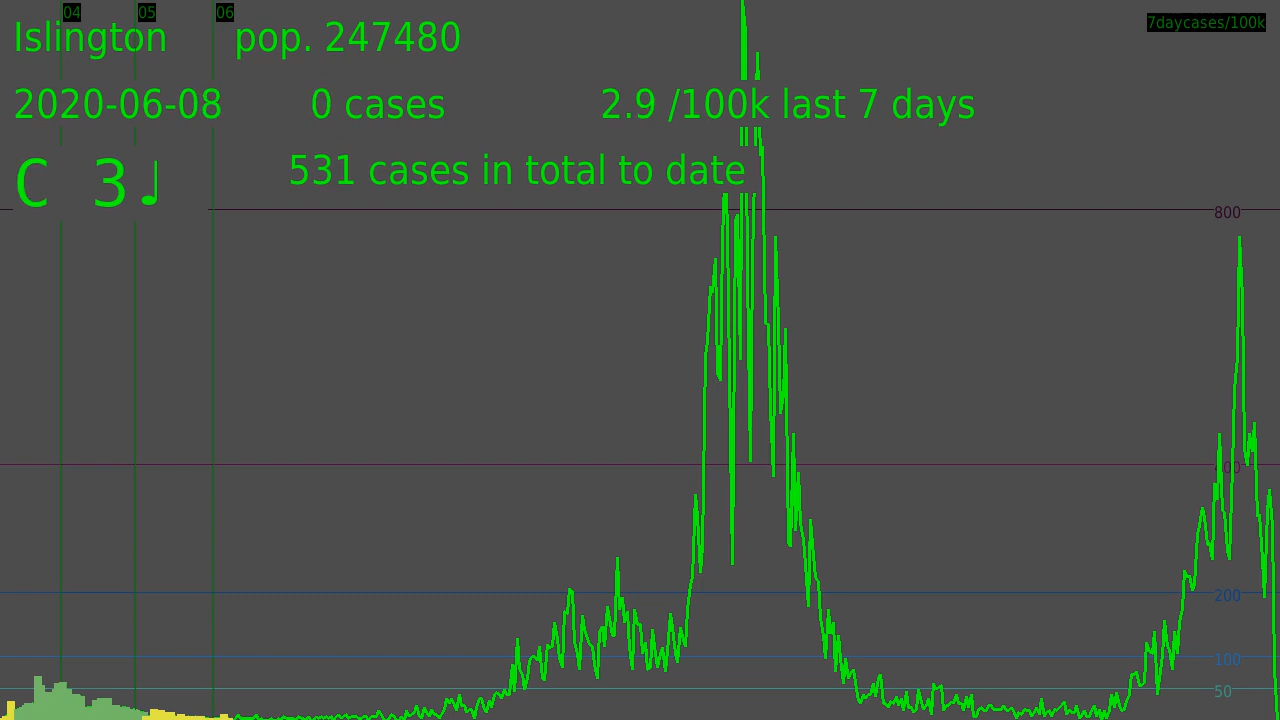 04 05 06 7daycases/100k
Islington pop. 247480
2020-06-08 0 cases 2.9 /100k last 7 days
C 3♩ 531 cases in total to date
800
400
200
100
50